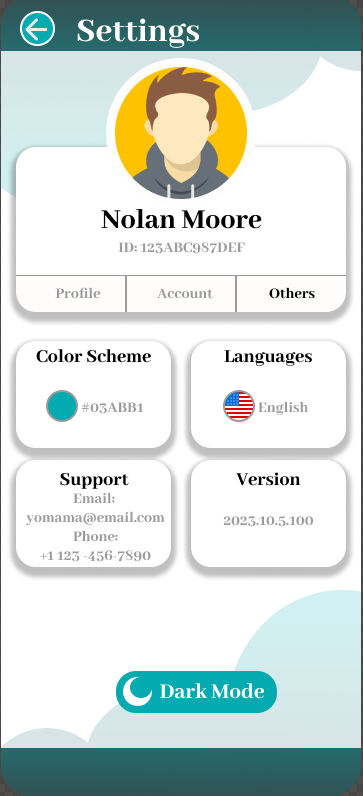 Settings
Nolan Moore
ID: 123ABC987DEF
Profile
Account
Others
Color Scheme
#03ABB1
Languages
English
Support
Email:
yomama@email.com
Phone:
+1 123 -456-7890
Version
2023.10.5.100
Dark Mode